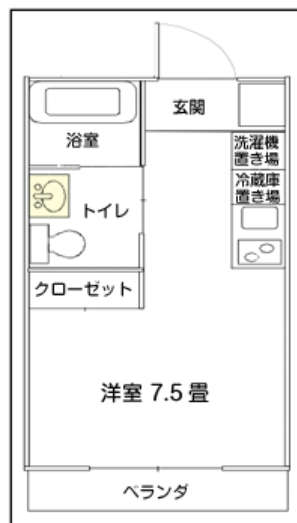 玄関
浴室
洗濯機
置き場
冷蔵庫
置き場
トイレ
クローゼット
洋室 7.5 畳
ベランダ